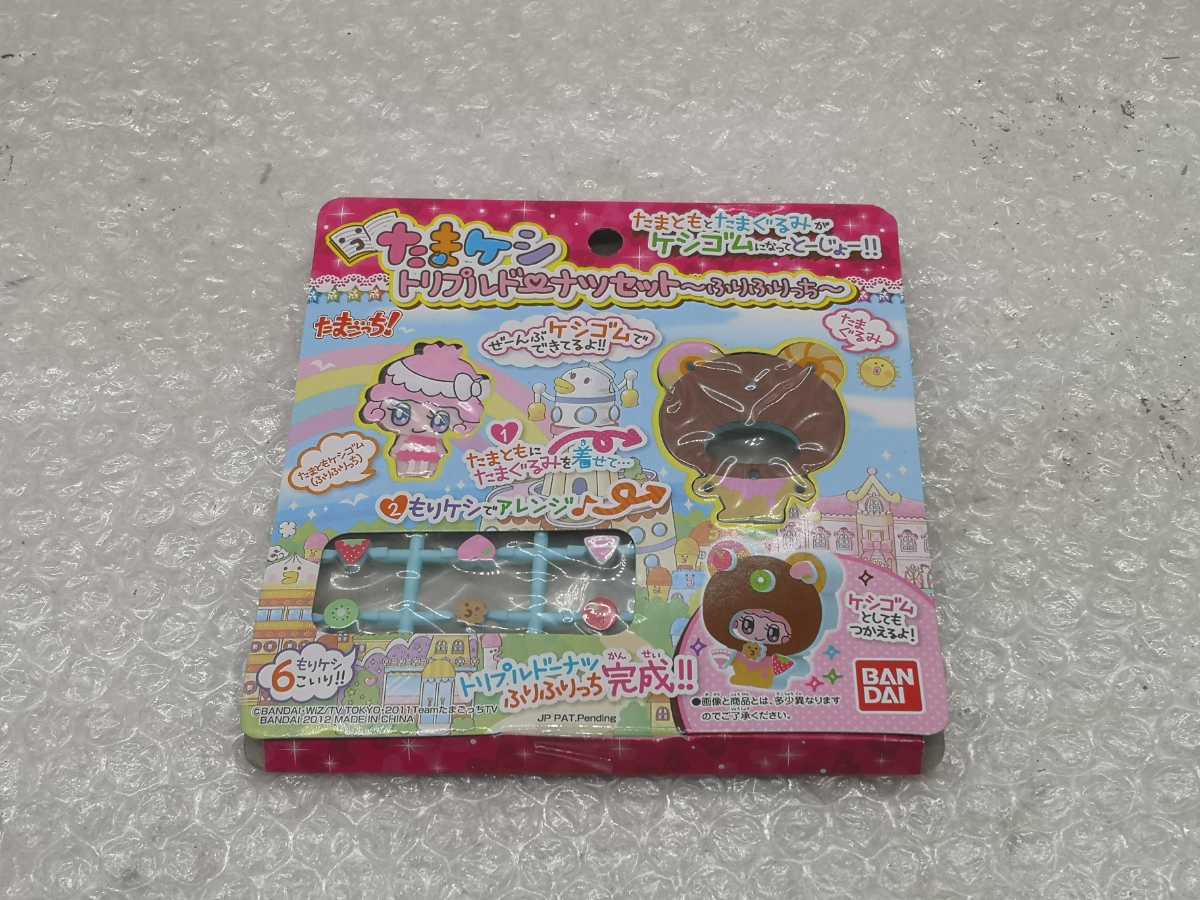 たまケシ
トリプルドーナツセット～ふりふりっち～
たまともとたまぐるみが
ケシゴムになってとーじょー!!
たまごっち!
ぜーんぶケシゴムで
できてるよ!!
たま
ぐるみ
たまともケシゴム
(ふりふりっち)
1
たまともに
たまぐるみを着せて…
き
2 もりケシでアレンジ♪
6もりケシ
こいり!!
トリプルドーナツ
ふりふりっち
かん せい
完成!!
ケシゴム
としても
つかえるよ!
●画像と商品とは、多少異なります
のでご了承ください。
BAN
DAI
©BANDAI・WiZ/TV TOKYO・2011Teamたまごっち TV
BANDAI 2012 MADE IN CHINA
JP PAT.Pending